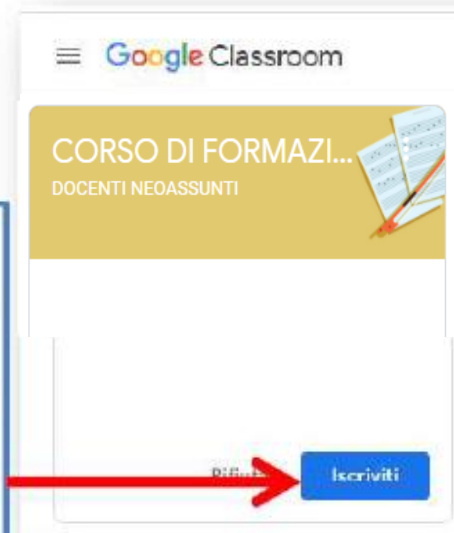 Google Classroom
CORSO DI FORMAZI...
DOCENTI NEOASSUNTI
Iscriviti